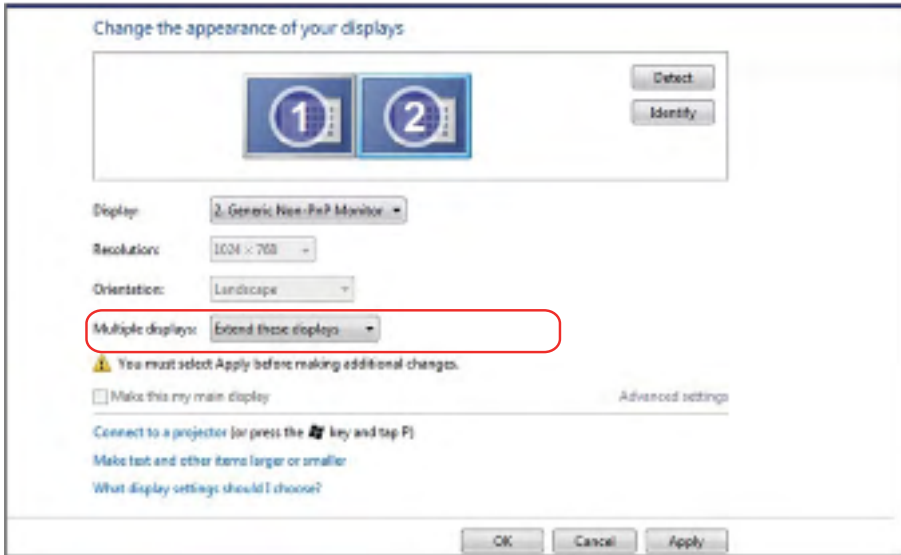 Change the appearance of your displays
1 2
Detect
Identify
Display: 2. Generic Non-PnP Monitor
Resolution: 1024 × 768
Orientation: Landscape
Multiple displays: Extend these displays
You must select Apply before making additional changes.
Make this my main display Advanced settings
Connect to a projector (or press the key and tap P)
Make text and other items larger or smaller
What display settings should I choose?
OK Cancel Apply